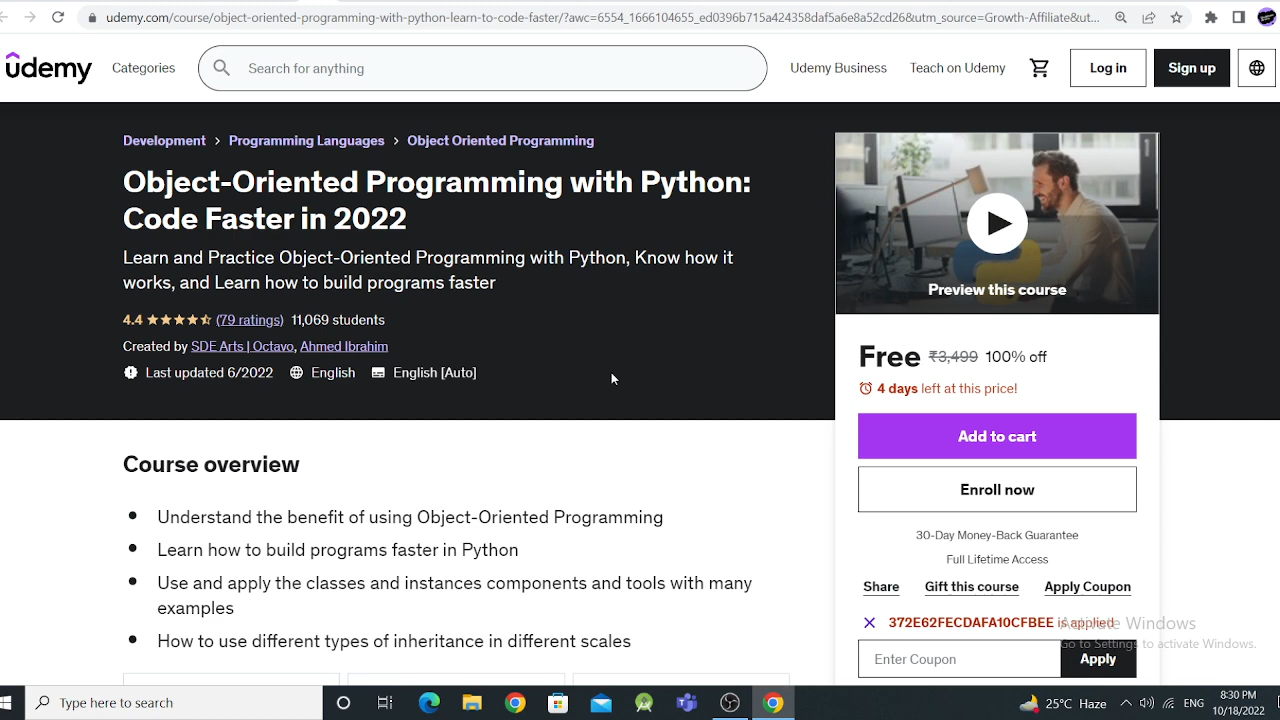 udemy.com/course/object-oriented-programming-with-python-learn-to-code-faster/?awc=6554_1666104655_ed0396b715a424358daf5a6e8a52cd26&utm_source=Growth-Affiliate&ut...
ûdemy Categories Search for anything Udemy Business Teach on Udemy Log in Sign up
Development > Programming Languages > Object Oriented Programming
Object-Oriented Programming with Python:
Code Faster in 2022
Learn and Practice Object-Oriented Programming with Python, Know how it
works, and Learn how to build programs faster
4.4 (79 ratings) 11,069 students
Created by SDE Arts | Octavo, Ahmed Ibrahim
Last updated 6/2022 English English [Auto]
Preview this course
Free ₹3,499 100% off
4 days left at this price!
Add to cart
Enroll now
30-Day Money-Back Guarantee
Full Lifetime Access
Share Gift this course Apply Coupon
372E62FECDAFA10CFBEE is applied
Enter Coupon Apply
Activate Windows
Go to Settings to activate Windows.
Course overview
Understand the benefit of using Object-Oriented Programming
Learn how to build programs faster in Python
Use and apply the classes and instances components and tools with many
examples
How to use different types of inheritance in different scales
Type here to search
25°C Haze ENG 8:30 PM
10/18/2022